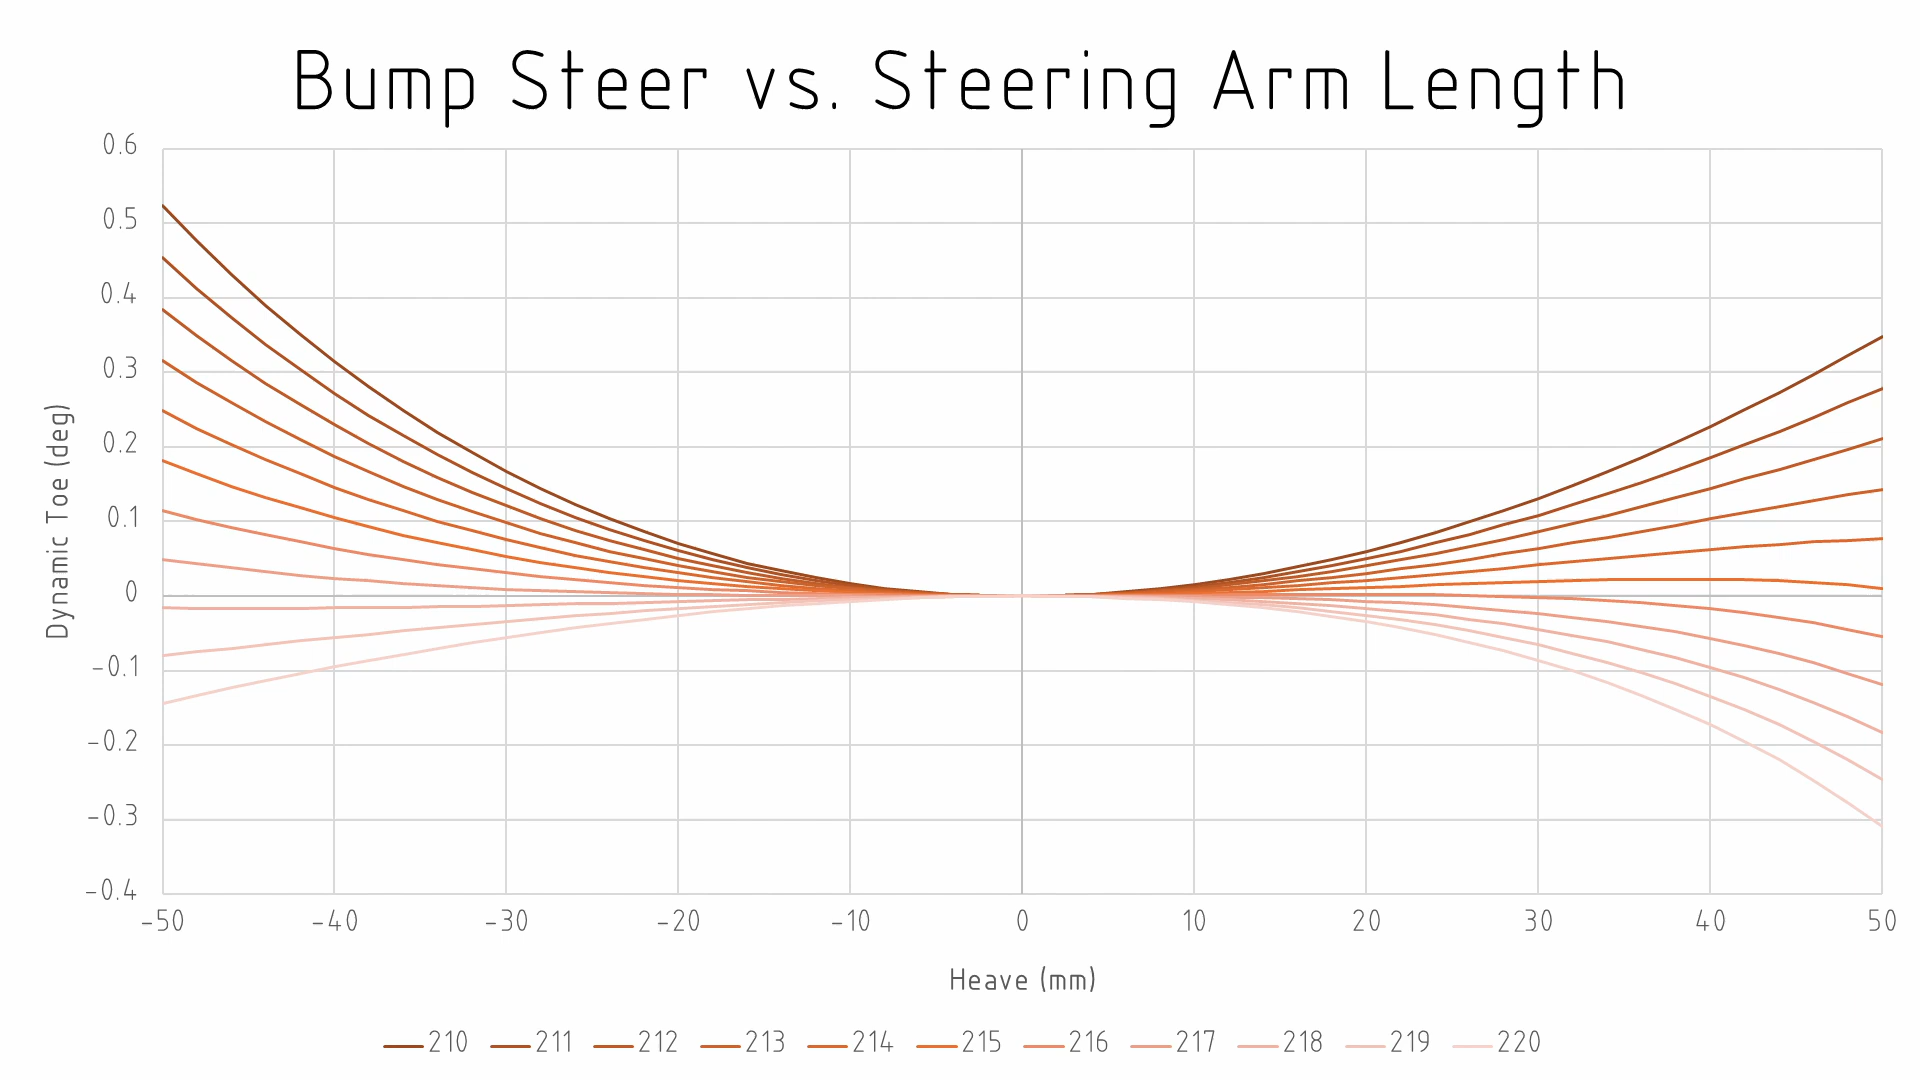 Bump Steer vs. Steering Arm Length
0.6
0.5
0.4
0.3
0.2
0.1
0
-0.1
-0.2
-0.3
-0.4
Dynamic Toe (deg)
-50 -40 -30 -20 -10 0 10 20 30 40 50
Heave (mm)
210 211 212 213 214 215 216 217 218 219 220